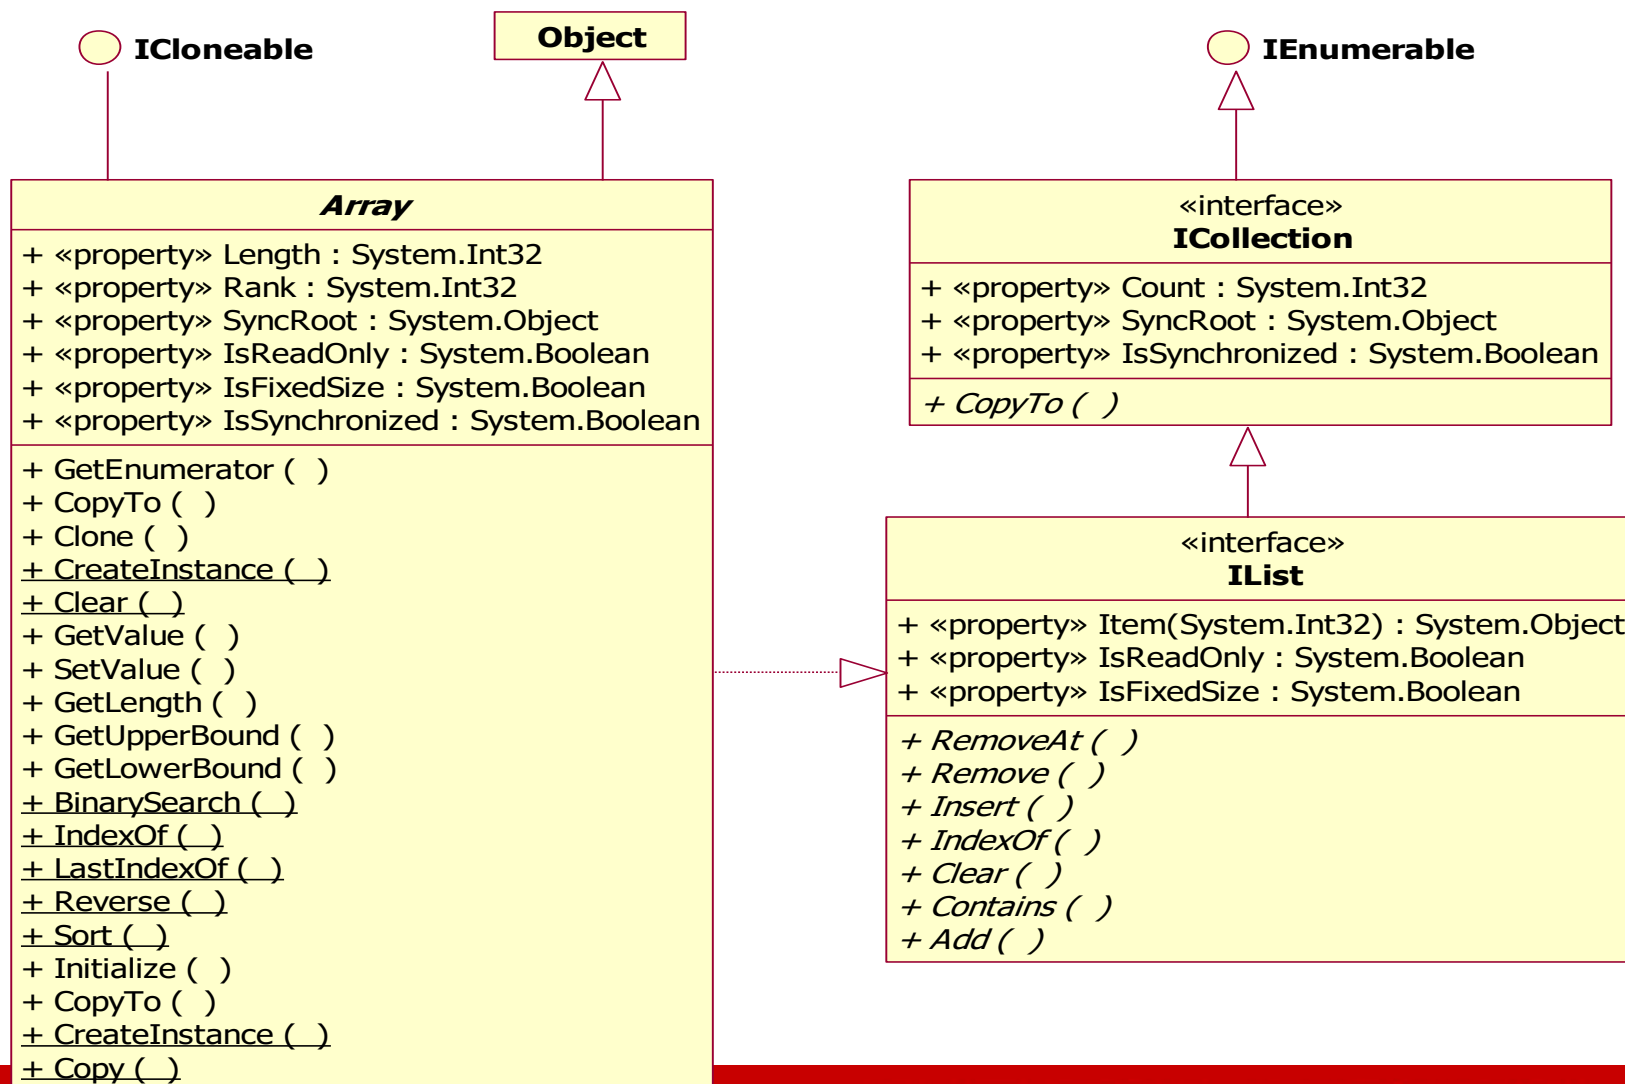 ICloneable
Object
IEnumerable
Array
+ «property» Length : System.Int32
+ «property» Rank : System.Int32
+ «property» SyncRoot : System.Object
+ «property» IsReadOnly : System.Boolean
+ «property» IsFixedSize : System.Boolean
+ «property» IsSynchronized : System.Boolean
+ GetEnumerator ( )
+ CopyTo ( )
+ Clone ( )
+ CreateInstance ( )
+ Clear ( )
+ GetValue ( )
+ SetValue ( )
+ GetLength ( )
+ GetUpperBound ( )
+ GetLowerBound ( )
+ BinarySearch ( )
+ IndexOf ( )
+ LastIndexOf ( )
+ Reverse ( )
+ Sort ( )
+ Initialize ( )
+ CopyTo ( )
+ CreateInstance ( )
+ Copy ( )
«interface»
ICollection
+ «property» Count : System.Int32
+ «property» SyncRoot : System.Object
+ «property» IsSynchronized : System.Boolean
+ CopyTo ( )
«interface»
IList
+ «property» Item(System.Int32) : System.Object
+ «property» IsReadOnly : System.Boolean
+ «property» IsFixedSize : System.Boolean
+ RemoveAt ( )
+ Remove ( )
+ Insert ( )
+ IndexOf ( )
+ Clear ( )
+ Contains ( )
+ Add ( )